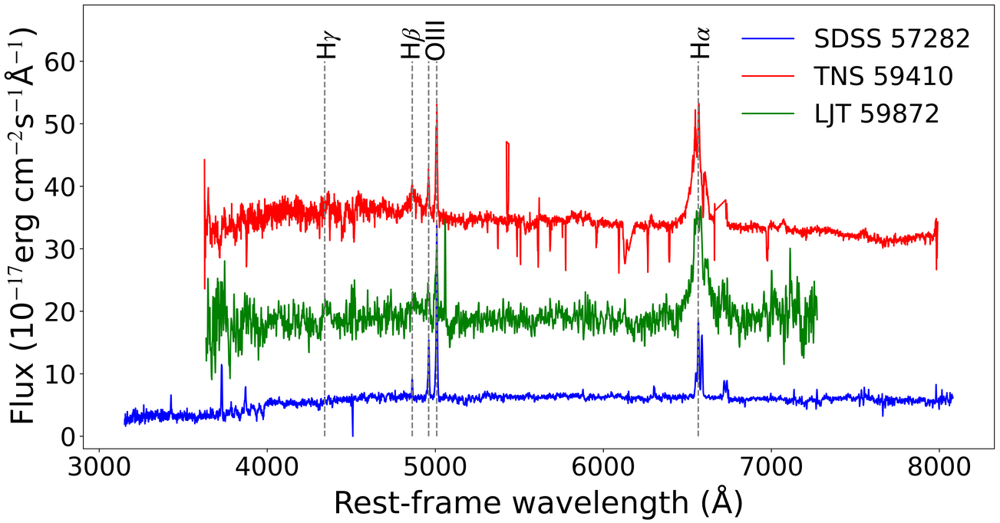 Hγ
Hβ
OIII
Hα
SDSS 57282
TNS 59410
LJT 59872
Flux (10⁻¹⁷erg cm⁻²s⁻¹Å⁻¹)
60
50
40
30
20
10
0
3000 4000 5000 6000 7000 8000
Rest-frame wavelength (Å)